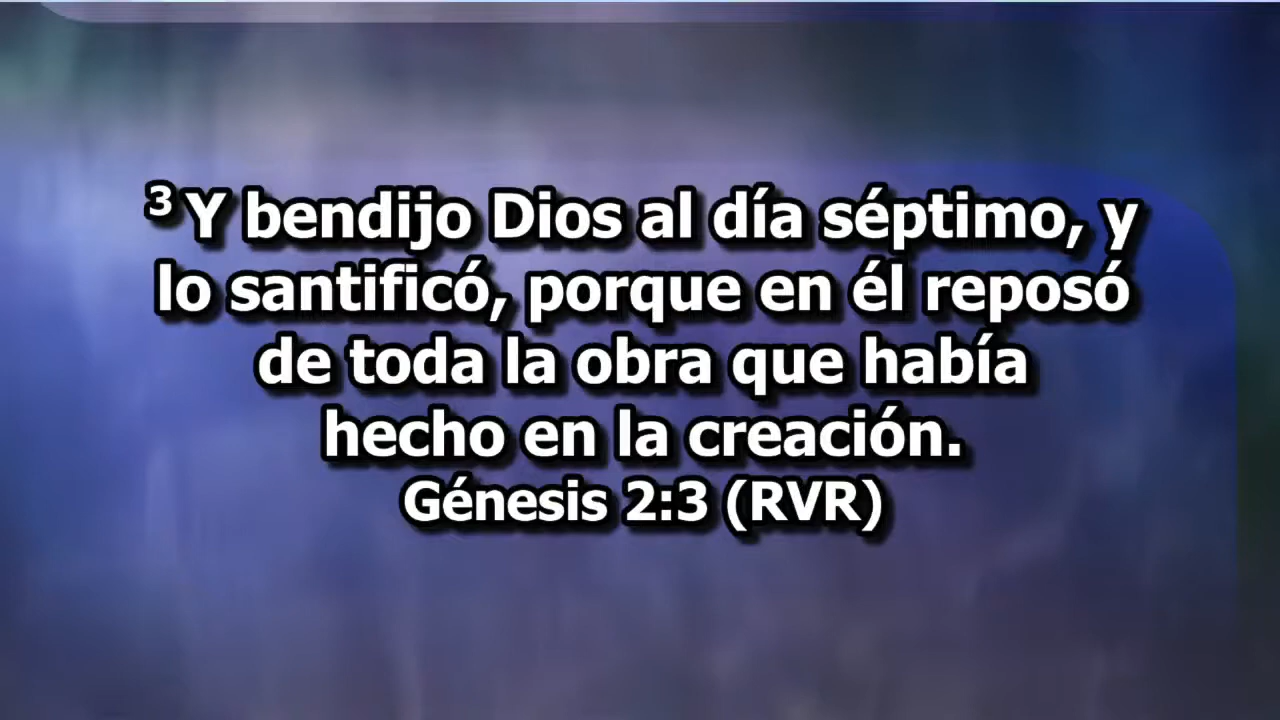 3 Y bendijo Dios al día séptimo, y
lo santificó, porque en él reposó
de toda la obra que había
hecho en la creación.
Génesis 2:3 (RVR)